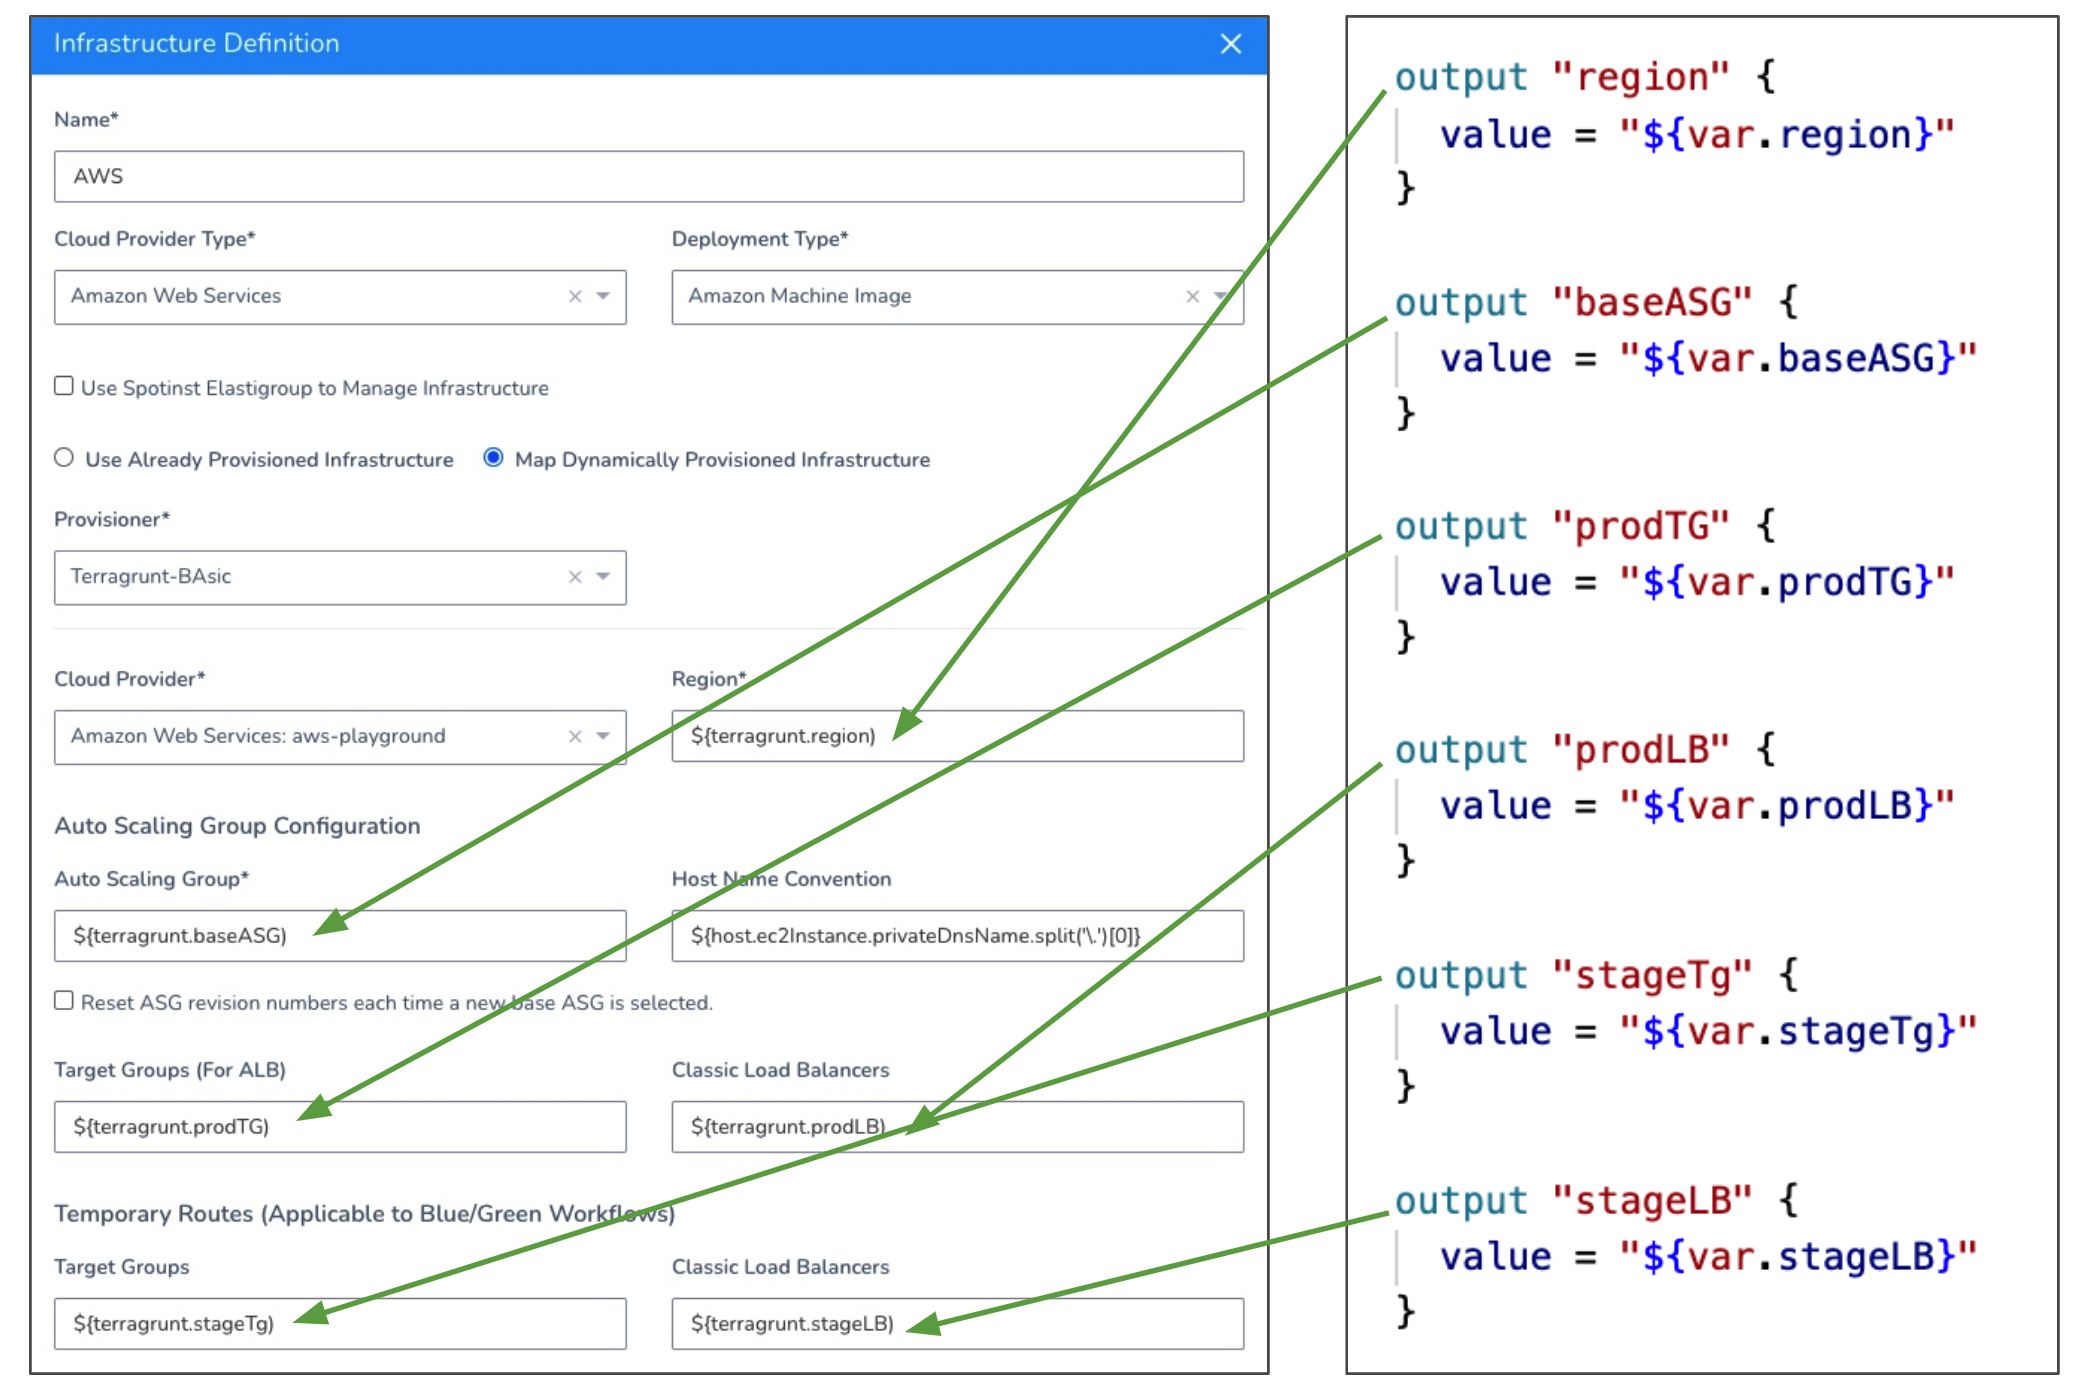 Infrastructure Definition
Name*
AWS
Cloud Provider Type* Deployment Type*
Amazon Web Services Amazon Machine Image
Use Spotinst Elastigroup to Manage Infrastructure
Use Already Provisioned Infrastructure Map Dynamically Provisioned Infrastructure
Provisioner*
Terragrunt-BAsic
Cloud Provider* Region*
Amazon Web Services: aws-playground ${terragrunt.region)
Auto Scaling Group Configuration
Auto Scaling Group* Host Name Convention
${terragrunt.baseASG) ${host.ec2Instance.privateDnsName.split('\.')[0]}
Reset ASG revision numbers each time a new base ASG is selected.
Target Groups (For ALB) Classic Load Balancers
${terragrunt.prodTG) ${terragrunt.prodLB)
Temporary Routes (Applicable to Blue/Green Workflows)
Target Groups Classic Load Balancers
${terragrunt.stageTg) ${terragrunt.stageLB)
output "region" {
value = "${var.region}"
}
output "baseASG" {
value = "${var.baseASG}"
}
output "prodTG" {
value = "${var.prodTG}"
}
output "prodLB" {
value = "${var.prodLB}"
}
output "stageTg" {
value = "${var.stageTg}"
}
output "stageLB" {
value = "${var.stageLB}"
}